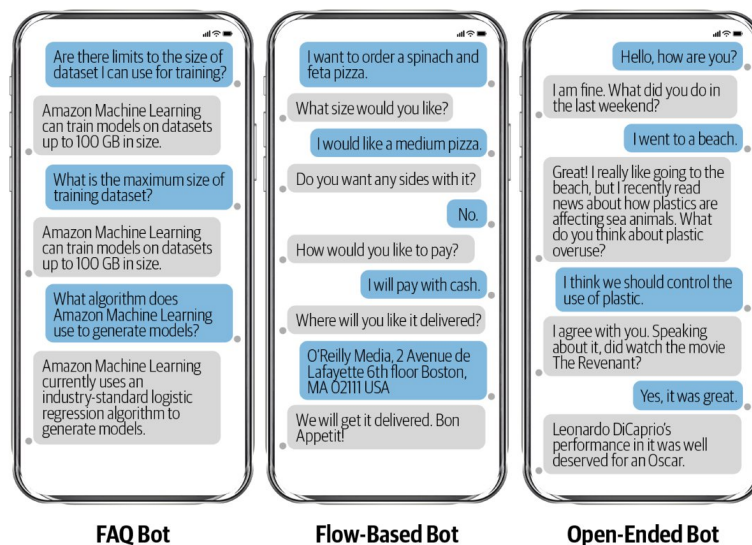 Are there limits to the size of
dataset I can use for training?
Amazon Machine Learning
can train models on datasets
up to 100 GB in size.
What is the maximum size of
training dataset?
Amazon Machine Learning
can train models on datasets
up to 100 GB in size.
What algorithm does
Amazon Machine Learning
use to generate models?
Amazon Machine Learning
currently uses an
industry-standard logistic
regression algorithm to
generate models.
FAQ Bot
I want to order a spinach and
feta pizza.
What size would you like?
I would like a medium pizza.
Do you want any sides with it?
No.
How would you like to pay?
I will pay with cash.
Where will you like it delivered?
O'Reilly Media, 2 Avenue de
Lafayette 6th floor Boston,
MA 02111 USA
We will get it delivered. Bon
Appetit!
Flow-Based Bot
Hello, how are you?
I am fine. What did you do in
the last weekend?
I went to a beach.
Great! I really like going to the
beach, but I recently read
news about how plastics are
affecting sea animals. What
do you think about plastic
overuse?
I think we should control the
use of plastic.
I agree with you. Speaking
about it, did watch the movie
The Revenant?
Yes, it was great.
Leonardo DiCaprio's
performance in it was well
deserved for an Oscar.
Open-Ended Bot